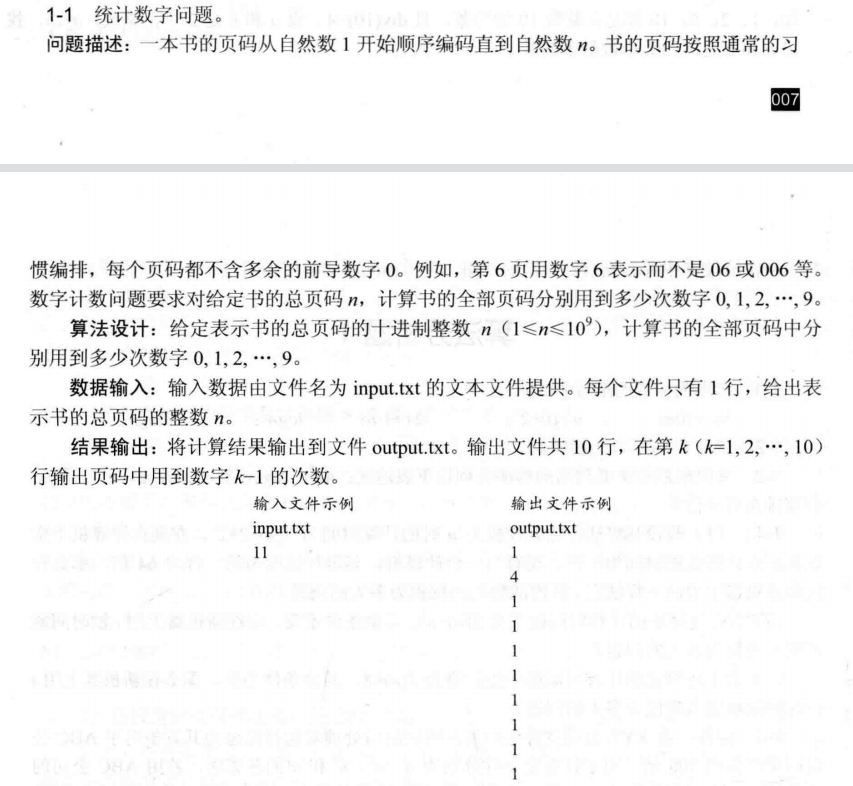 1-1 统计数字问题。
问题描述：一本书的页码从自然数 1 开始顺序编码直到自然数 n。书的页码按照通常的习
007
惯编排，每个页码都不含多余的前导数字 0。例如，第 6 页用数字 6 表示而不是 06 或 006 等。
数字计数问题要求对给定书的总页码 n，计算书的全部页码分别用到多少次数字 0, 1, 2, …, 9。
算法设计：给定表示书的总页码的十进制整数 n（1≤n≤10⁹），计算书的全部页码中分
别用到多少次数字 0, 1, 2, …, 9。
数据输入：输入数据由文件名为 input.txt 的文本文件提供。每个文件只有 1 行，给出表
示书的总页码的整数 n。
结果输出：将计算结果输出到文件 output.txt。输出文件共 10 行，在第 k（k=1, 2, …, 10）
行输出页码中用到数字 k−1 的次数。
输入文件示例 输出文件示例
input.txt output.txt
11 1
4
1
1
1
1
1
1
1
1